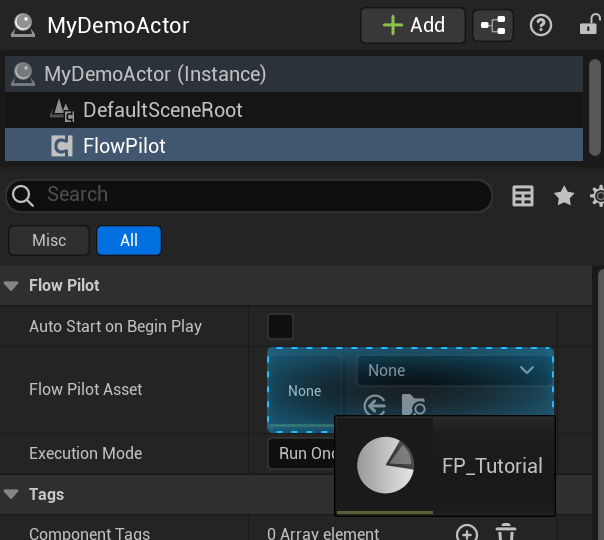 MyDemoActor
Add
MyDemoActor (Instance)
DefaultSceneRoot
FlowPilot
Search
Misc
All
Flow Pilot
Auto Start on Begin Play
Flow Pilot Asset
None
None
Execution Mode
Run Onc
FP_Tutorial
Tags
Component Tags
0 Array element